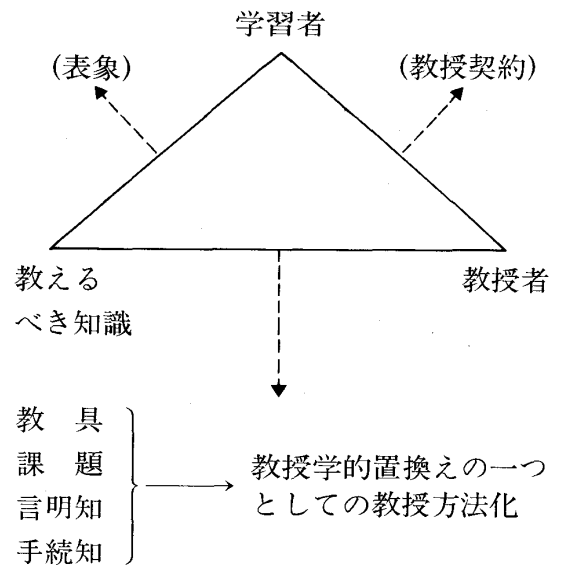 学習者
(表象)
(教授契約)
教える
べき知識
教授者
教　具
課　題
言明知
手続知
教授学的置換えの一つ
としての教授方法化